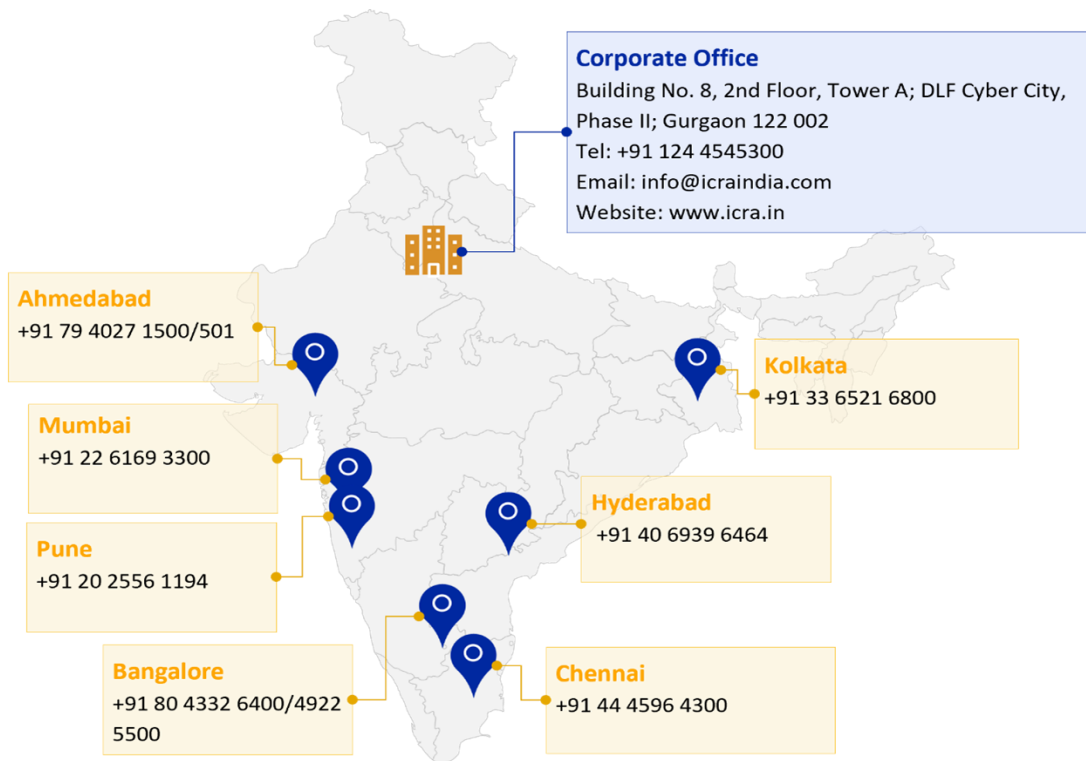 Corporate Office
Building No. 8, 2nd Floor, Tower A; DLF Cyber City,
Phase II; Gurgaon 122 002
Tel: +91 124 4545300
Email: info@icraindia.com
Website: www.icra.in
Ahmedabad
+91 79 4027 1500/501
Kolkata
+91 33 6521 6800
Mumbai
+91 22 6169 3300
Hyderabad
+91 40 6939 6464
Pune
+91 20 2556 1194
Bangalore
+91 80 4332 6400/4922
5500
Chennai
+91 44 4596 4300